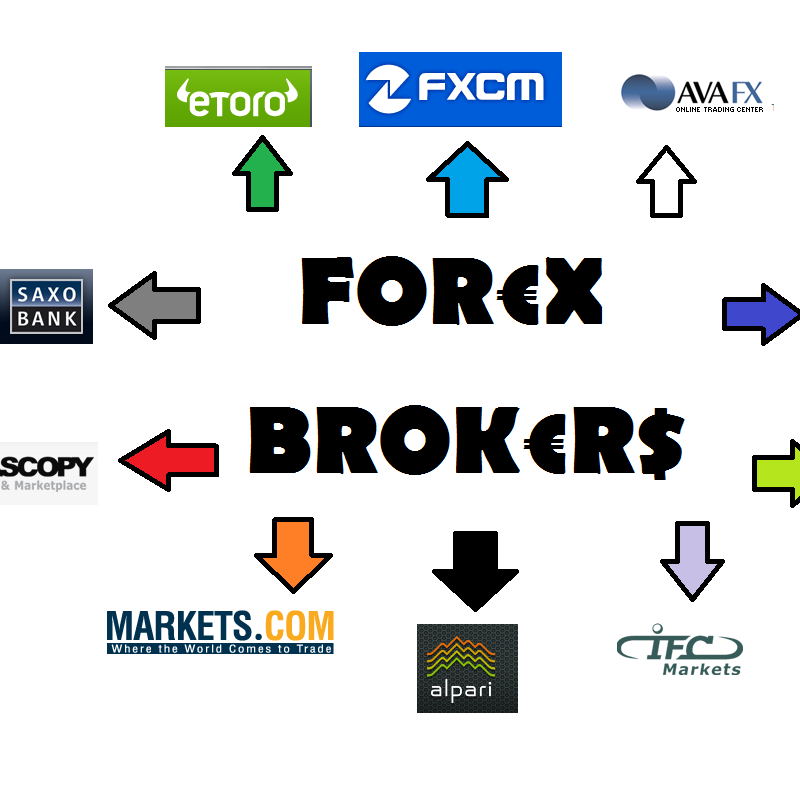 eToro
FXCM
AVAFX
ONLINE TRADING CENTER
FOR€X
SAXO
BANK
BROK€R$
SCOPY
& Marketplace
MARKETS.COM
Where the World Comes to Trade
alpari
IFC
Markets